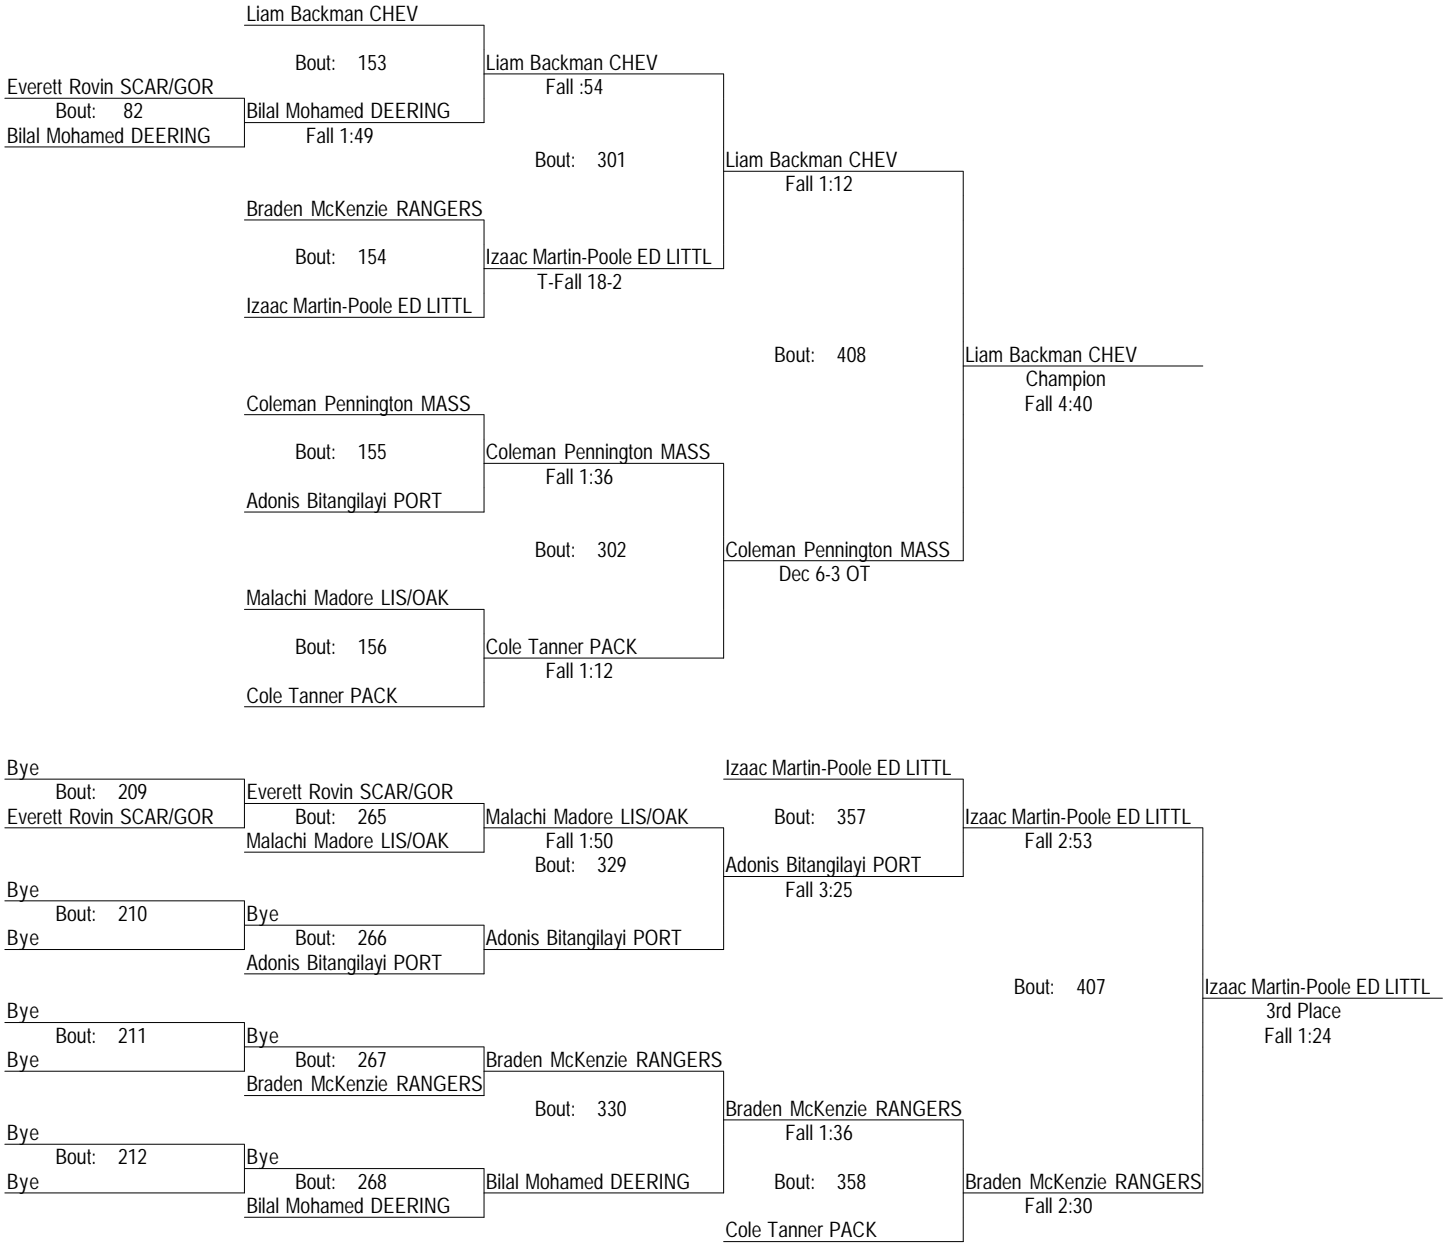 Liam Backman CHEV
Bout: 153
Liam Backman CHEV
Everett Rovin SCAR/GOR
Fall :54
Bout: 82
Bilal Mohamed DEERING
Bilal Mohamed DEERING
Fall 1:49
Bout: 301
Liam Backman CHEV
Fall 1:12
Braden McKenzie RANGERS
Bout: 154
Izaac Martin-Poole ED LITTL
T-Fall 18-2
Izaac Martin-Poole ED LITTL
Bout: 408
Liam Backman CHEV
Champion
Fall 4:40
Coleman Pennington MASS
Bout: 155
Coleman Pennington MASS
Fall 1:36
Adonis Bitangilayi PORT
Bout: 302
Coleman Pennington MASS
Dec 6-3 OT
Malachi Madore LIS/OAK
Bout: 156
Cole Tanner PACK
Fall 1:12
Cole Tanner PACK
Bye
Izaac Martin-Poole ED LITTL
Bout: 209
Everett Rovin SCAR/GOR
Everett Rovin SCAR/GOR
Bout: 265
Malachi Madore LIS/OAK
Bout: 357
Izaac Martin-Poole ED LITTL
Malachi Madore LIS/OAK
Fall 1:50
Fall 2:53
Bout: 329
Adonis Bitangilayi PORT
Bye
Fall 3:25
Bout: 210
Bye
Bye
Bout: 266
Adonis Bitangilayi PORT
Adonis Bitangilayi PORT
Bout: 407
Izaac Martin-Poole ED LITTL
Bye
3rd Place
Bout: 211
Bye
Fall 1:24
Bye
Bout: 267
Braden McKenzie RANGERS
Braden McKenzie RANGERS
Bout: 330
Braden McKenzie RANGERS
Bye
Fall 1:36
Bout: 212
Bye
Bye
Bout: 268
Bilal Mohamed DEERING
Bout: 358
Braden McKenzie RANGERS
Bilal Mohamed DEERING
Fall 2:30
Cole Tanner PACK